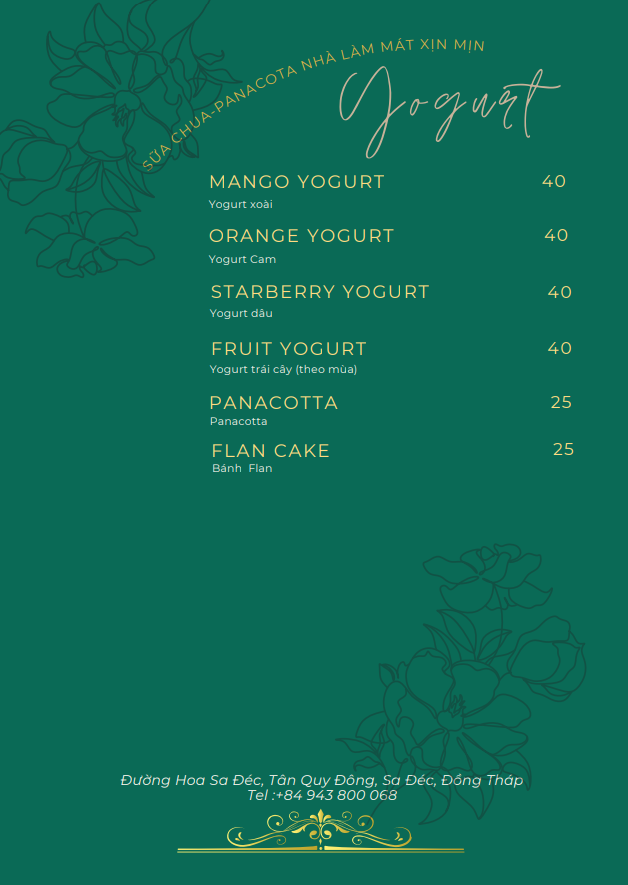 SỮA CHUA-PANACOTA NHÀ LÀM MÁT XỊN MỊN
Yogurt
MANGO YOGURT 40
Yogurt xoài
ORANGE YOGURT 40
Yogurt Cam
STARBERRY YOGURT 40
Yogurt dâu
FRUIT YOGURT 40
Yogurt trái cây (theo mùa)
PANACOTTA 25
Panacotta
FLAN CAKE 25
Bánh Flan
Đường Hoa Sa Đéc, Tân Quy Đông, Sa Đéc, Đồng Tháp
Tel :+84 943 800 068